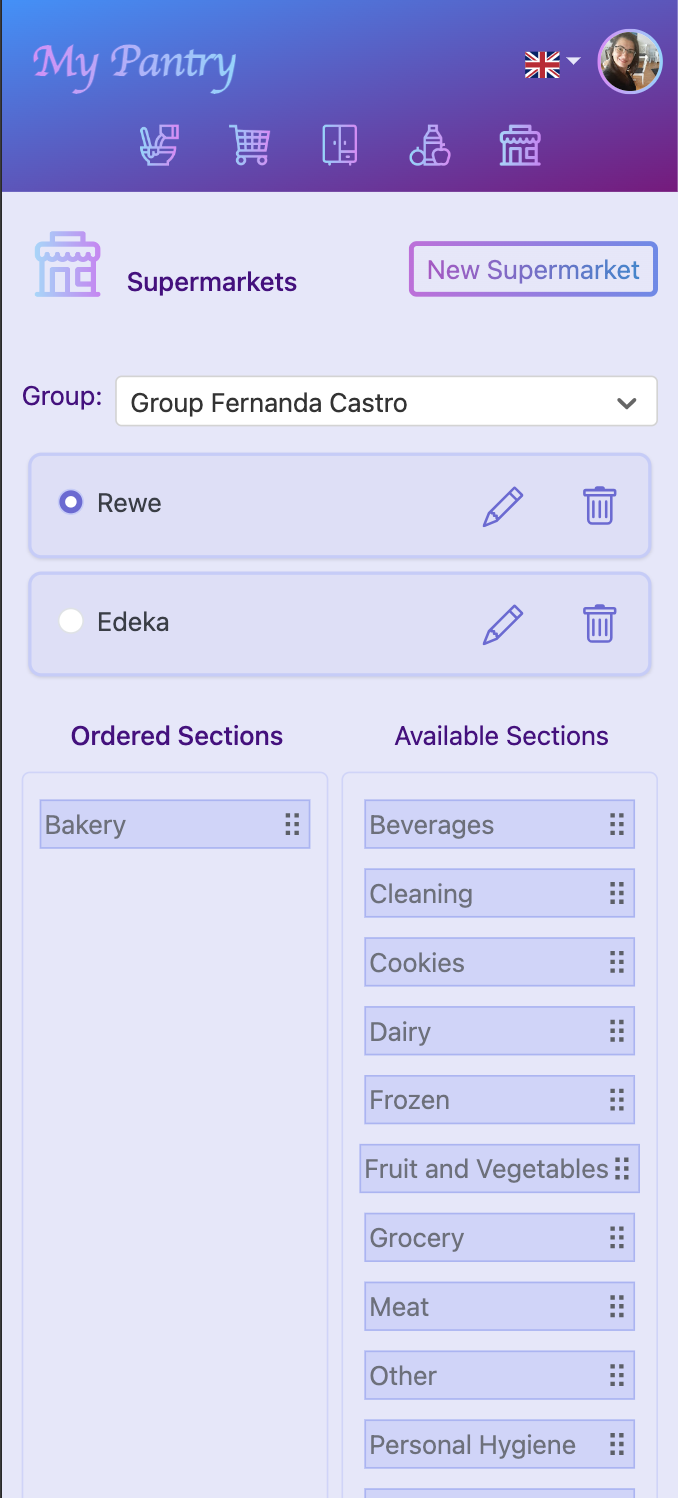 My Pantry
Supermarkets
New Supermarket
Group:
Group Fernanda Castro
Rewe
Edeka
Ordered Sections
Available Sections
Bakery
Beverages
Cleaning
Cookies
Dairy
Frozen
Fruit and Vegetables
Grocery
Meat
Other
Personal Hygiene